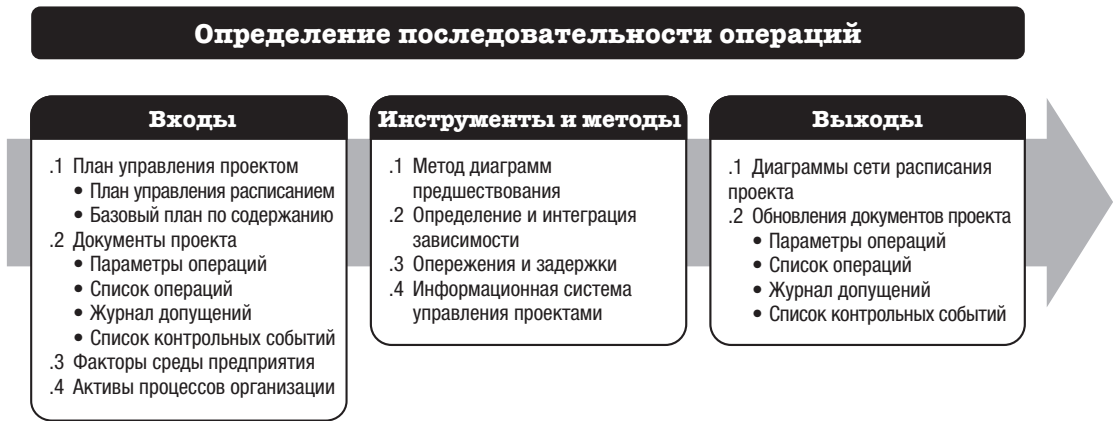 Определение последовательности операций
Входы
.1 План управления проектом
• План управления расписанием
• Базовый план по содержанию
.2 Документы проекта
• Параметры операций
• Список операций
• Журнал допущений
• Список контрольных событий
.3 Факторы среды предприятия
.4 Активы процессов организации
Инструменты и методы
.1 Метод диаграмм
предшествования
.2 Определение и интеграция
зависимости
.3 Опережения и задержки
.4 Информационная система
управления проектами
Выходы
.1 Диаграммы сети расписания
проекта
.2 Обновления документов проекта
• Параметры операций
• Список операций
• Журнал допущений
• Список контрольных событий